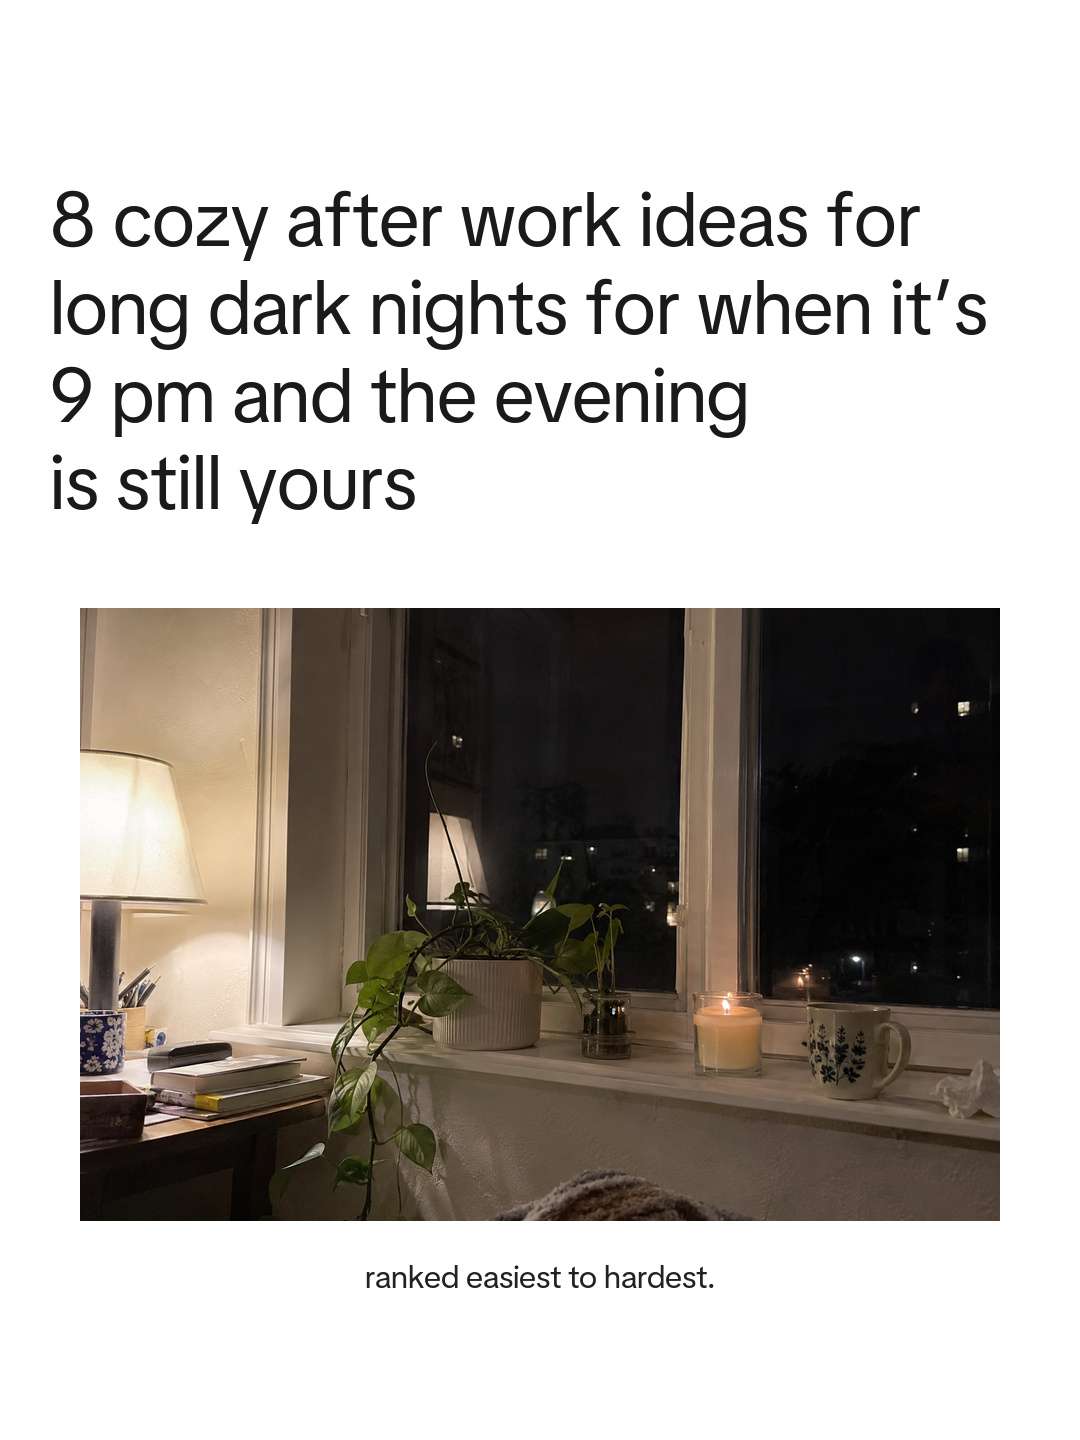 8 cozy after work ideas for
long dark nights for when it’s
9 pm and the evening
is still yours
ranked easiest to hardest.